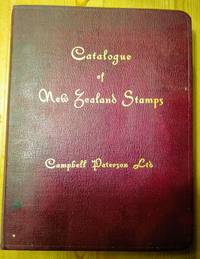 Catalogue
of
New Zealand Stamps
Campbell Paterson Ltd